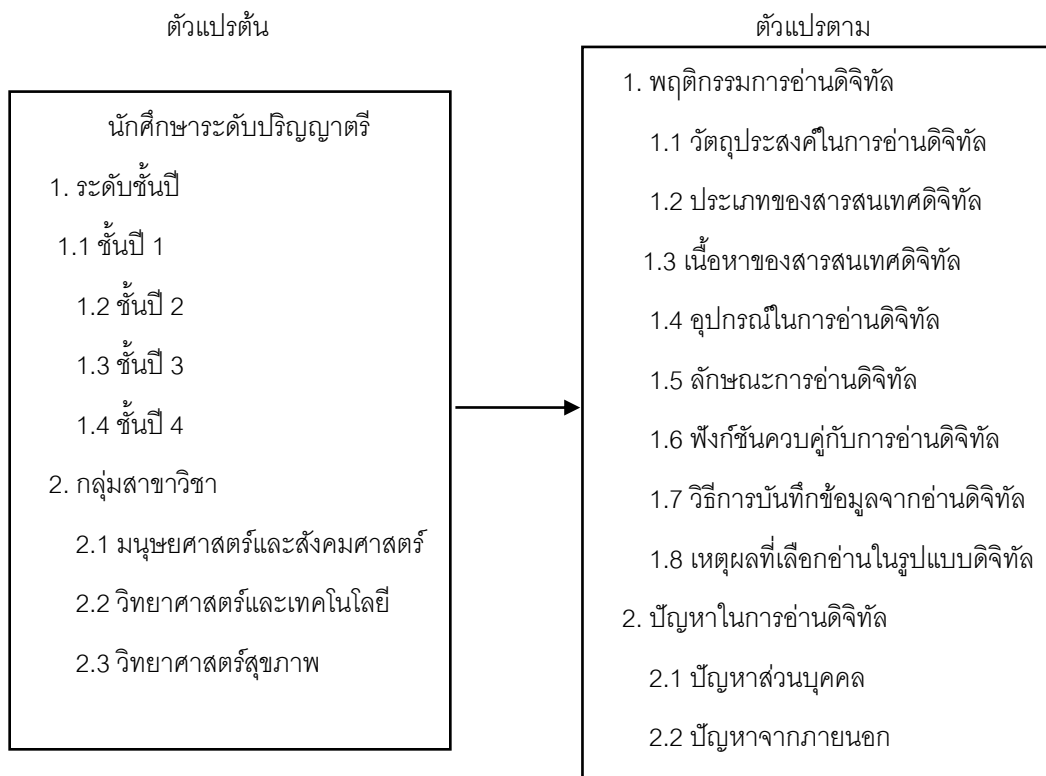 ตัวแปรต้น
นักศึกษาระดับปริญญาตรี
1. ระดับชั้นปี
1.1 ชั้นปี 1
1.2 ชั้นปี 2
1.3 ชั้นปี 3
1.4 ชั้นปี 4
2. กลุ่มสาขาวิชา
2.1 มนุษยศาสตร์และสังคมศาสตร์
2.2 วิทยาศาสตร์และเทคโนโลยี
2.3 วิทยาศาสตร์สุขภาพ
ตัวแปรตาม
1. พฤติกรรมการอ่านดิจิทัล
1.1 วัตถุประสงค์ในการอ่านดิจิทัล
1.2 ประเภทของสารสนเทศดิจิทัล
1.3 เนื้อหาของสารสนเทศดิจิทัล
1.4 อุปกรณ์ในการอ่านดิจิทัล
1.5 ลักษณะการอ่านดิจิทัล
1.6 ฟังก์ชันควบคู่กับการอ่านดิจิทัล
1.7 วิธีการบันทึกข้อมูลจากอ่านดิจิทัล
1.8 เหตุผลที่เลือกอ่านในรูปแบบดิจิทัล
2. ปัญหาในการอ่านดิจิทัล
2.1 ปัญหาส่วนบุคคล
2.2 ปัญหาจากภายนอก